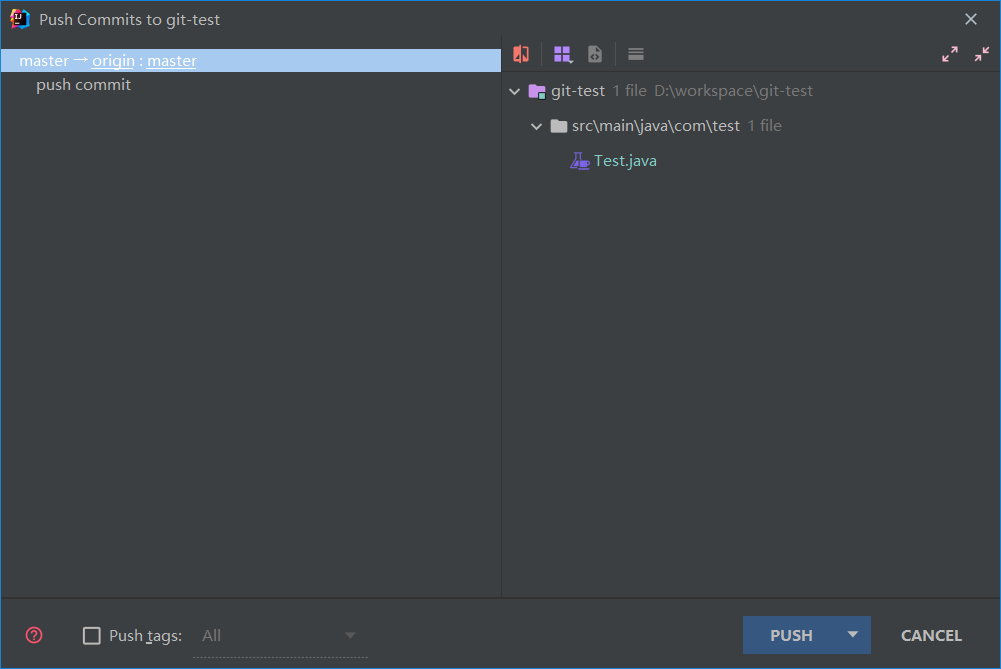 Push Commits to git-test
master → origin : master
push commit
git-test 1 file D:\workspace\git-test
src\main\java\com\test 1 file
Test.java
Push tags: All
PUSH
CANCEL